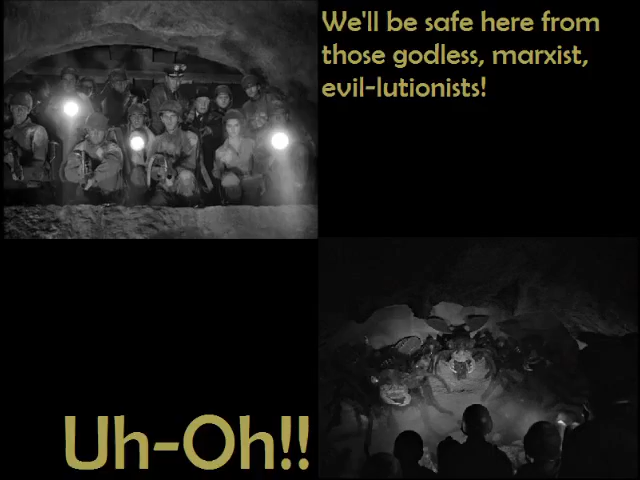 We'll be safe here from
those godless, marxist,
evil-lutionists!
Uh-Oh!!